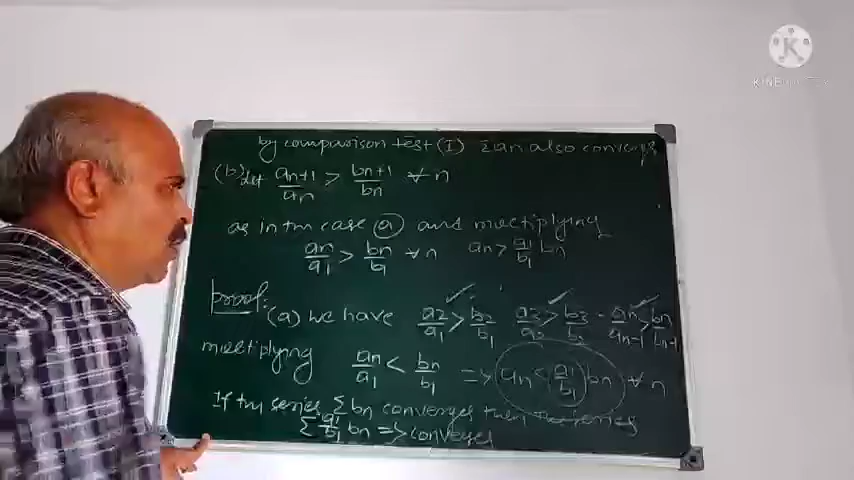 K
KINEMASTER
by comparison test (I) Σan also converges
(b) let an+1/an > bn+1/bn ∀ n
as in the case (a) and multiplying
an/a1 > bn/b1 ∀ n an > a1/b1 bn
proof:
(a) we have a2/a1 > b2/b1 a3/a2 > b3/b2 - an/an-1 > bn/bn-1
multiplying an/a1 < bn/b1 => an < a1/b1 bn ∀ n
If the series Σbn converges then the series
Σ a1/b1 bn => converges